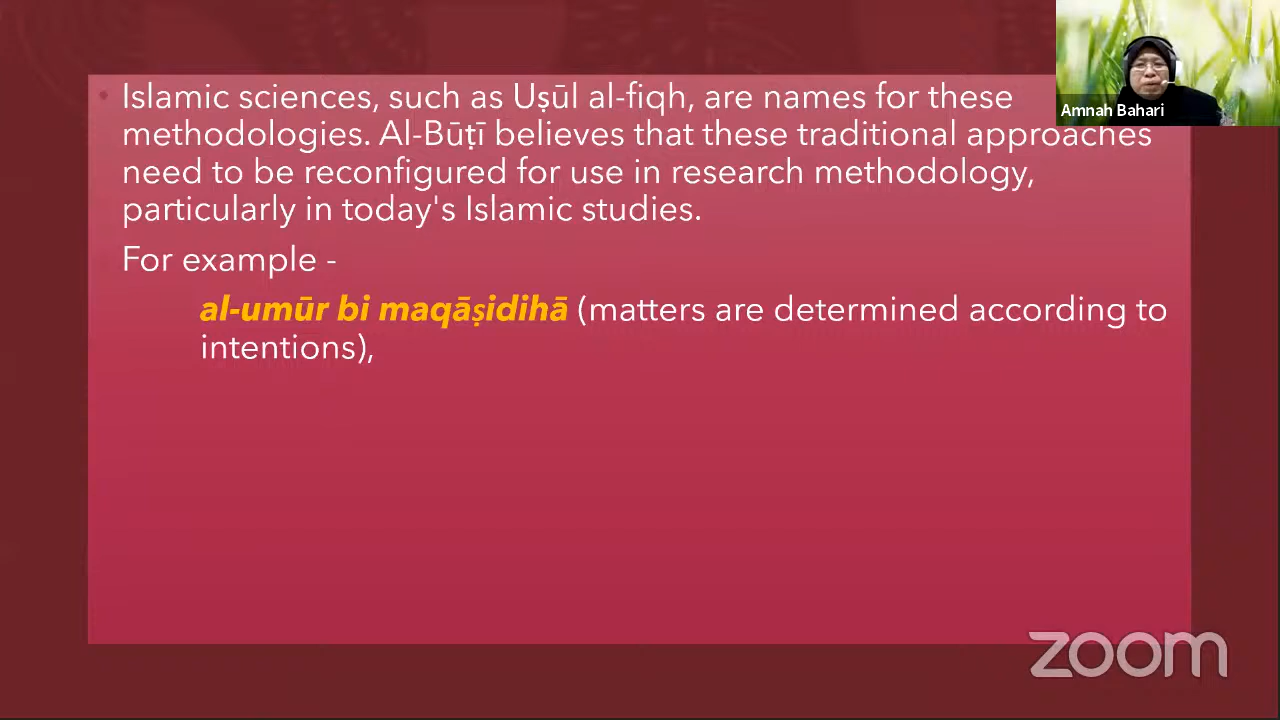 Islamic sciences, such as Uṣūl al-fiqh, are names for these
methodologies. Al-Būṭī believes that these traditional approaches
need to be reconfigured for use in research methodology,
particularly in today's Islamic studies.
For example -
al-umūr bi maqāṣidihā (matters are determined according to
intentions),
Amnah Bahari
zoom